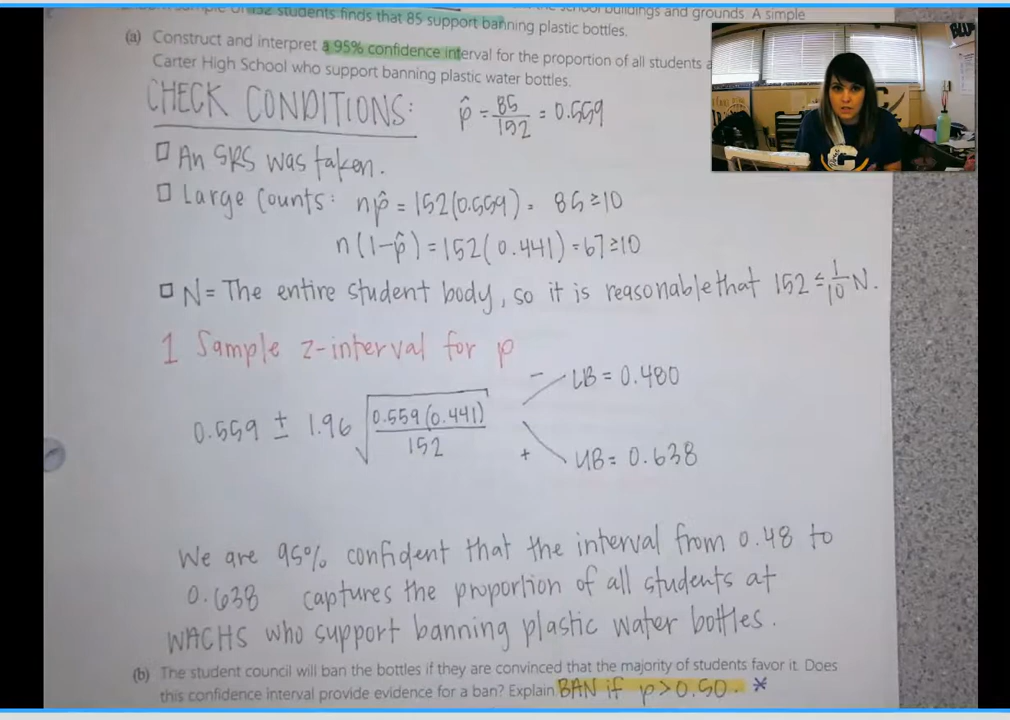 152 students finds that 85 support banning plastic bottles.
school buildings and grounds. A simple
(a) Construct and interpret a 95% confidence interval for the proportion of all students
Carter High School who support banning plastic water bottles.
CHECK CONDITIONS: p̂ = 85/152 = 0.559
□ An SRS was taken.
□ Large Counts: np̂ = 152(0.559) = 85 ≥ 10
n(1-p̂) = 152(0.441) = 67 ≥ 10
□ N = The entire student body, so it is reasonable that 152 ≤ 1/10 N.
1 Sample z-interval for p
- LB = 0.480
0.559 ± 1.96 √(0.559(0.441)/152)
+ UB = 0.638
We are 95% confident that the interval from 0.48 to
0.638 captures the proportion of all students at
WACHS who support banning plastic water bottles.
(b) The student council will ban the bottles if they are convinced that the majority of students favor it. Does
this confidence interval provide evidence for a ban? Explain BAN if p > 0.50. *